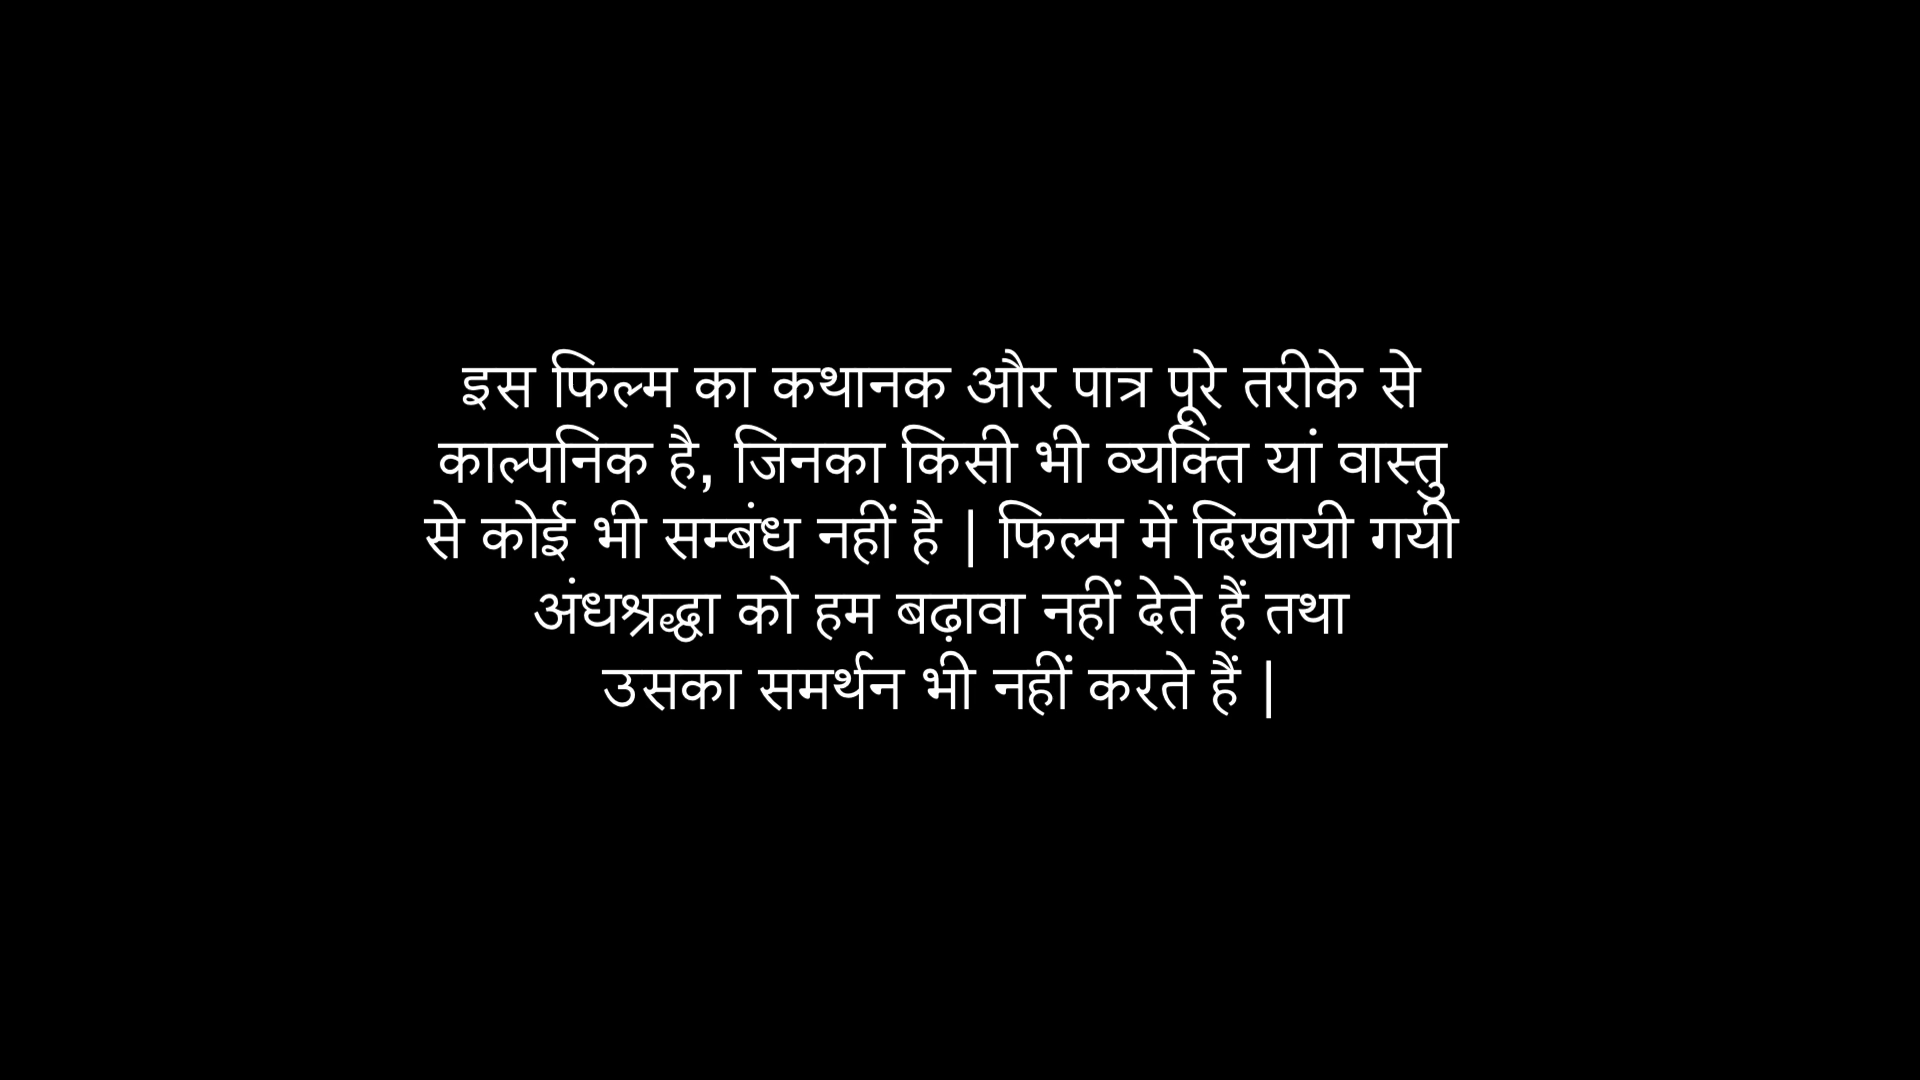 इस फिल्म का कथानक और पात्र पूरे तरीके से
काल्पनिक है, जिनका किसी भी व्यक्ति यां वास्तु
से कोई भी सम्बंध नहीं है | फिल्म में दिखायी गयी
अंधश्रद्धा को हम बढ़ावा नहीं देते हैं तथा
उसका समर्थन भी नहीं करते हैं |